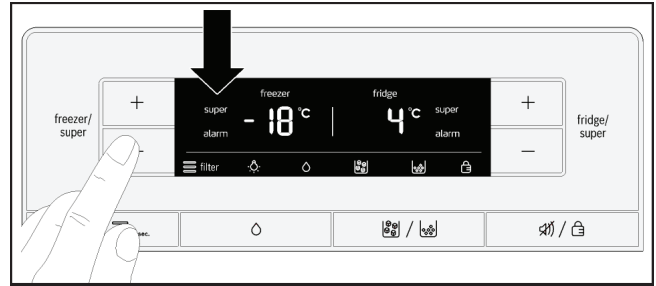 freezer/
super
+
–
freezer
super
alarm
-18 °C
fridge
4 °C
super
alarm
filter
+
–
fridge/
super
sec.
/
/